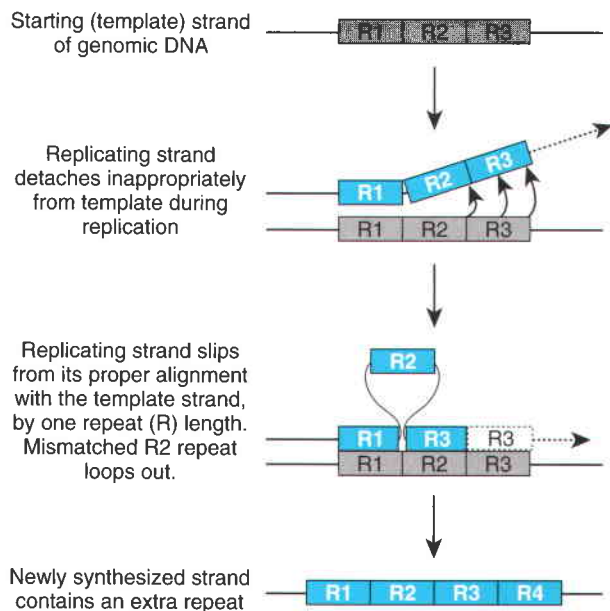 Starting (template) strand
of genomic DNA
R1 R2 R3
Replicating strand
detaches inappropriately
from template during
replication
R1 R2 R3
R1 R2 R3
Replicating strand slips
from its proper alignment
with the template strand,
by one repeat (R) length.
Mismatched R2 repeat
loops out.
R2
R1 R3 R3
R1 R2 R3
Newly synthesized strand
contains an extra repeat
R1 R2 R3 R4